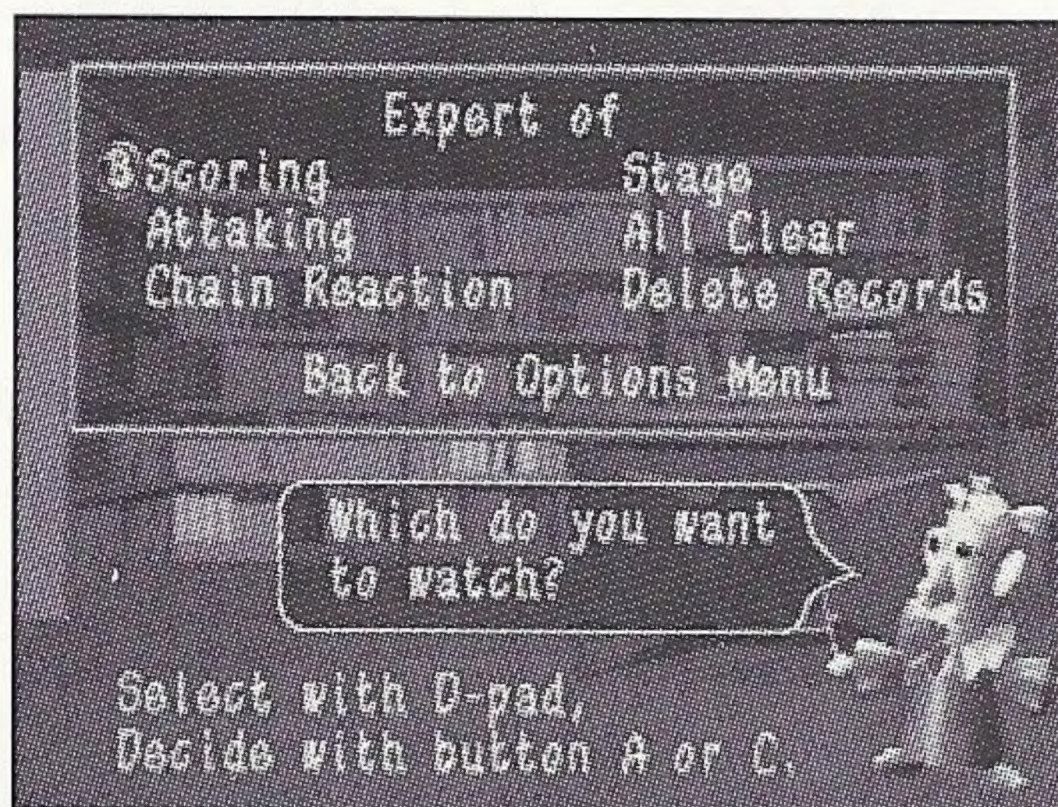 Expert of
Scoring Stage
Attaking All Clear
Chain Reaction Delete Records
Back to Options Menu
Which do you want
to watch?
Select with D-pad,
Decide with button A or C.